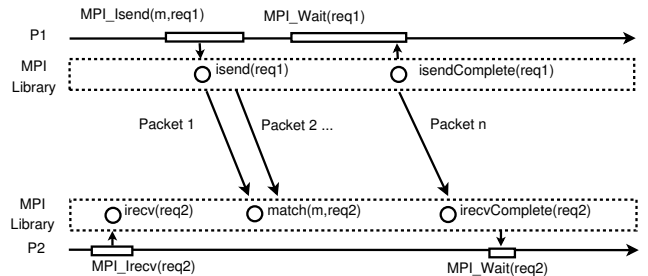 MPI_Isend(m,req1) MPI_Wait(req1)
P1
MPI
Library
isend(req1) isendComplete(req1)
Packet 1 Packet 2 ... Packet n
MPI
Library
irecv(req2) match(m,req2) irecvComplete(req2)
P2
MPI_Irecv(req2) MPI_Wait(req2)